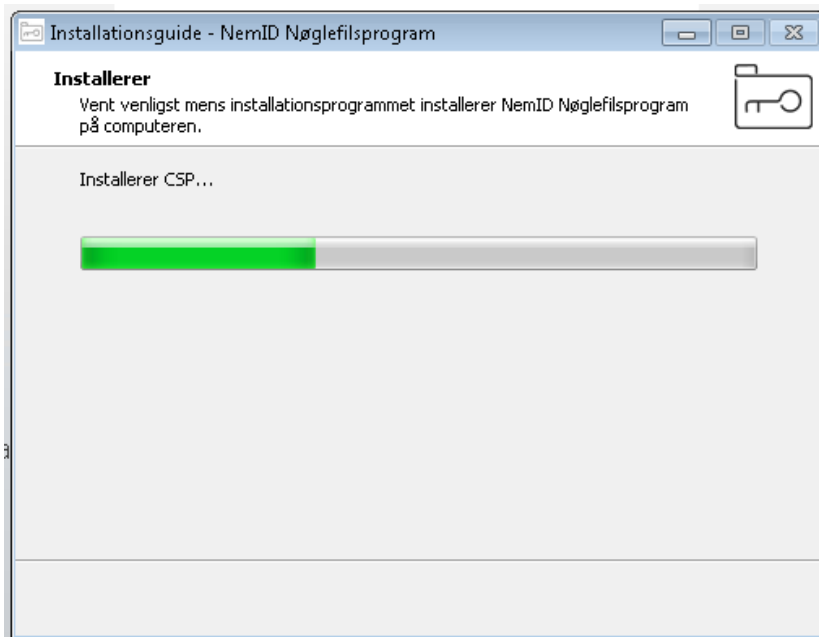 Installationsguide - NemID Nøglefilsprogram
Installerer
Vent venligst mens installationsprogrammet installerer NemID Nøglefilsprogram
på computeren.
Installerer CSP...
a